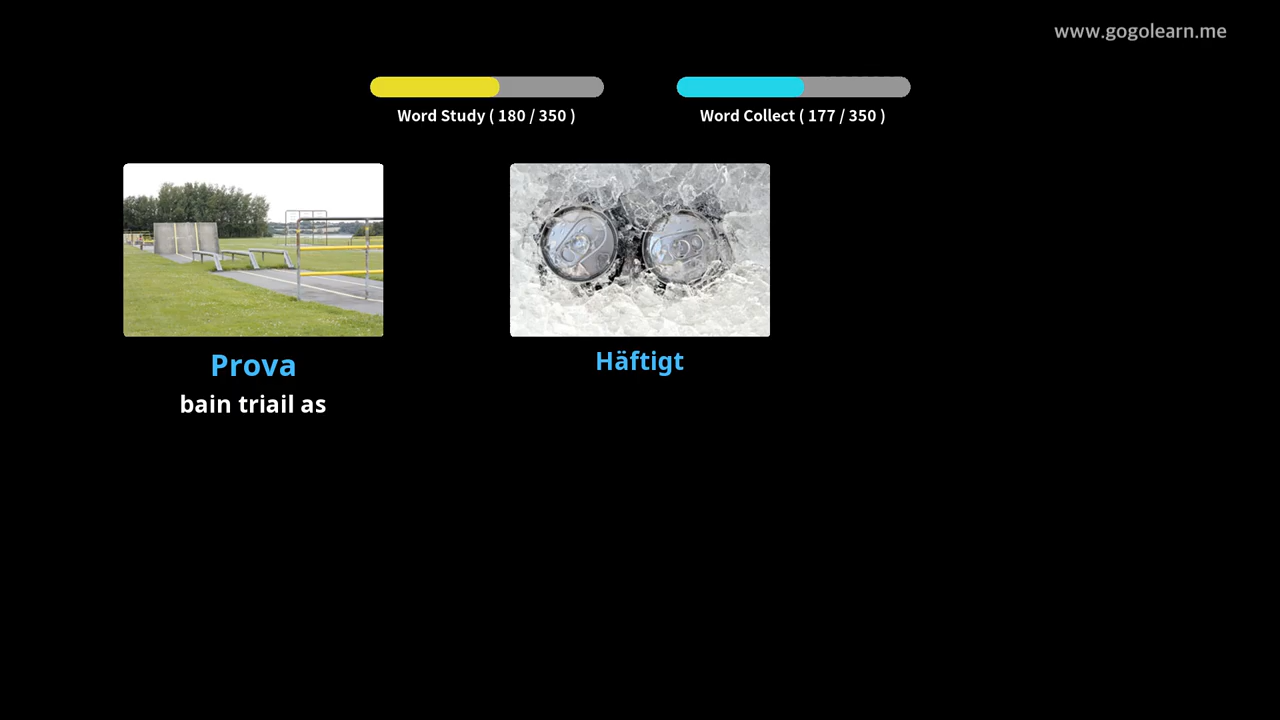 www.gogolearn.me
Word Study ( 180 / 350 )
Word Collect ( 177 / 350 )
Prova
bain triail as
Häftigt